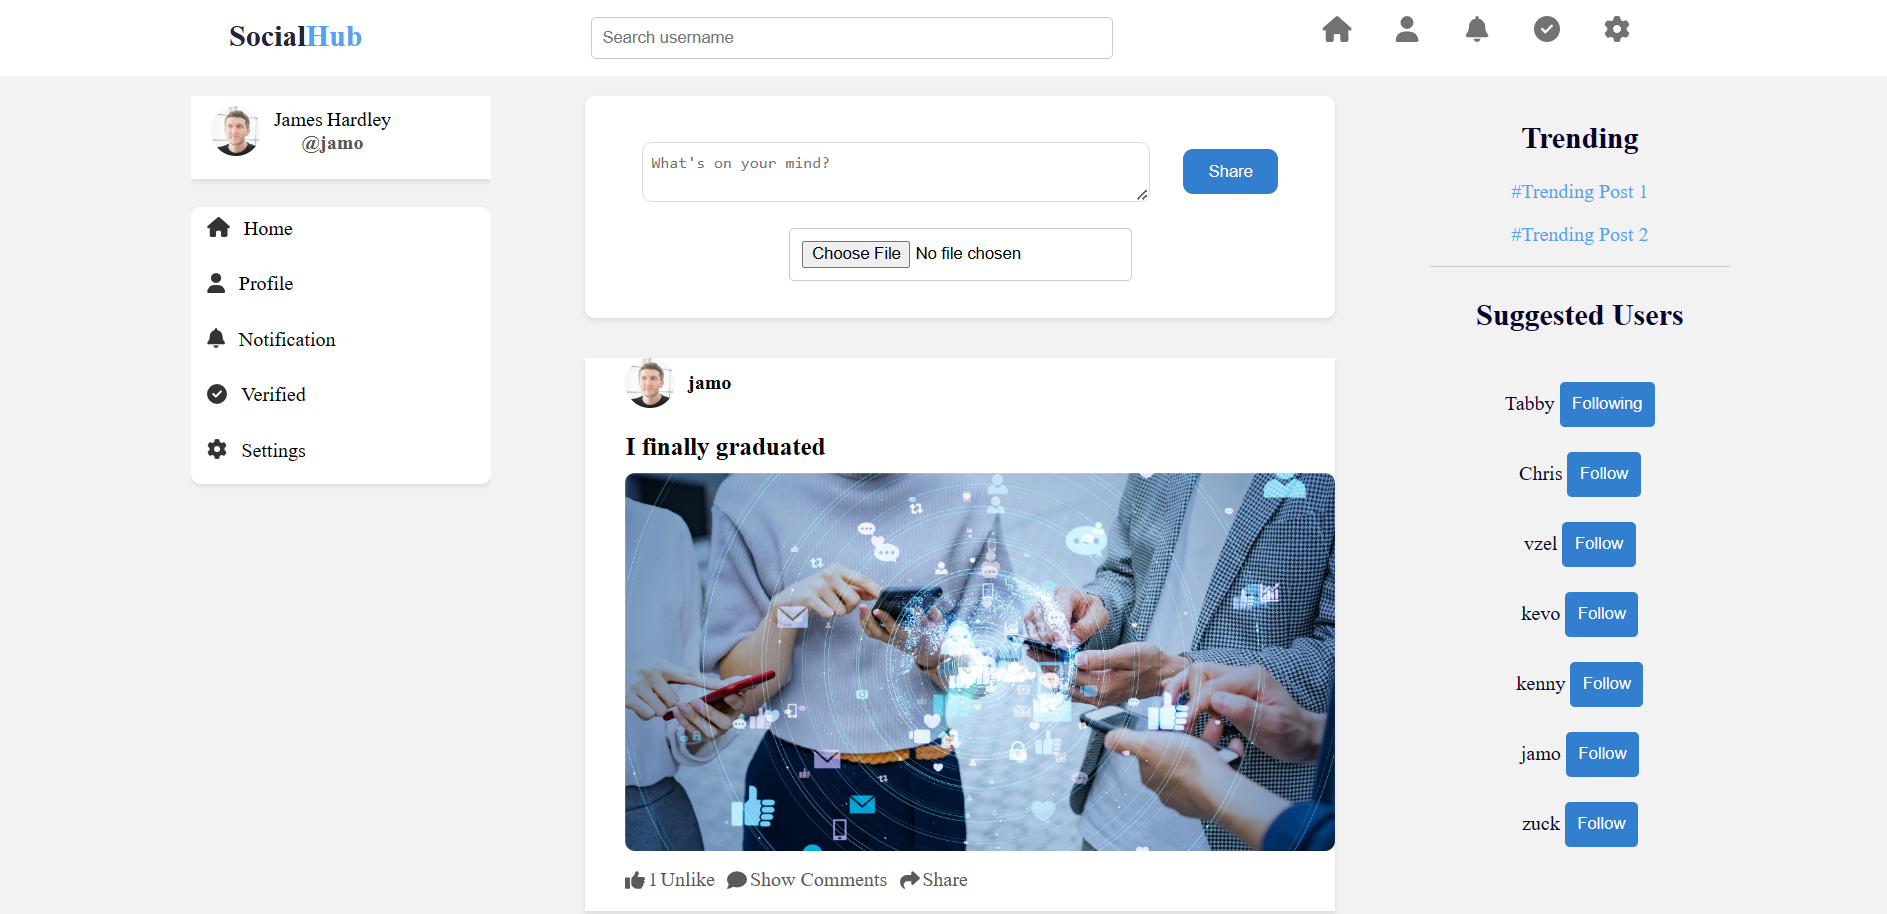 SocialHub
Search username
James Hardley
@jamo
Home
Profile
Notification
Verified
Settings
What's on your mind?
Share
Choose File No file chosen
jamo
I finally graduated
1 Unlike Show Comments Share
Trending
#Trending Post 1
#Trending Post 2
Suggested Users
Tabby Following
Chris Follow
vzel Follow
kevo Follow
kenny Follow
jamo Follow
zuck Follow